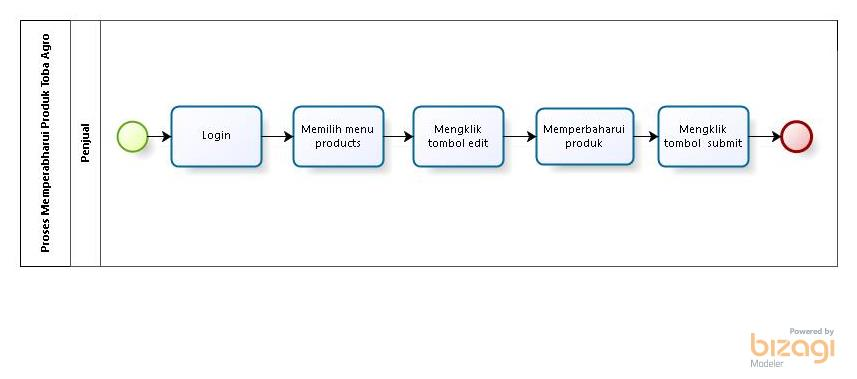 Proses Memperabharui Produk Toba Agro
Penjual
Login
Memilih menu
products
Mengklik
tombol edit
Memperbaharui
produk
Mengklik
tombol submit
Powered by
bizagi
Modeler